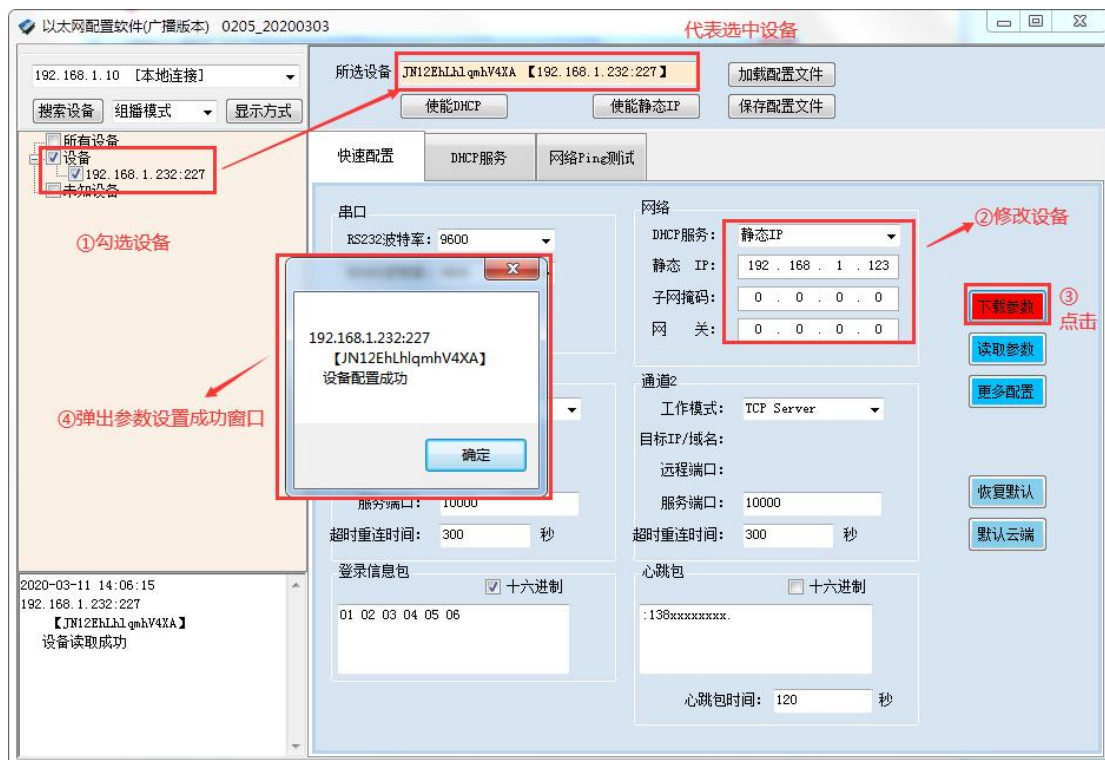 以太网配置软件(广播版本) 0205_20200303
代表选中设备
192.168.1.10 [本地连接]
搜索设备 组播模式 显示方式
所选设备 JN12EhLhlqmhV4XA 【192.168.1.232:227】 加载配置文件
使能DHCP 使能静态IP 保存配置文件
所有设备
设备
192.168.1.232:227
未知设备
①勾选设备
快速配置 DHCP服务 网络Ping测试
串口
RS232波特率: 9600
网络
DHCP服务: 静态IP
静态 IP: 192 . 168 . 1 . 123
子网掩码: 0 . 0 . 0 . 0
网 关: 0 . 0 . 0 . 0
②修改设备
下载参数
③
点击
读取参数
更多配置
恢复默认
默认云端
192.168.1.232:227
【JN12EhLhlqmhV4XA】
设备配置成功
确定
④弹出参数设置成功窗口
通道2
工作模式: TCP Server
目标IP/域名:
远程端口:
服务端口: 10000
服务端口: 10000
超时重连时间: 300 秒
超时重连时间: 300 秒
登录信息包
十六进制
01 02 03 04 05 06
心跳包
十六进制
:138xxxxxxxx.
心跳包时间: 120 秒
2020-03-11 14:06:15
192.168.1.232:227
【JN12EhLhlqmhV4XA】
设备读取成功